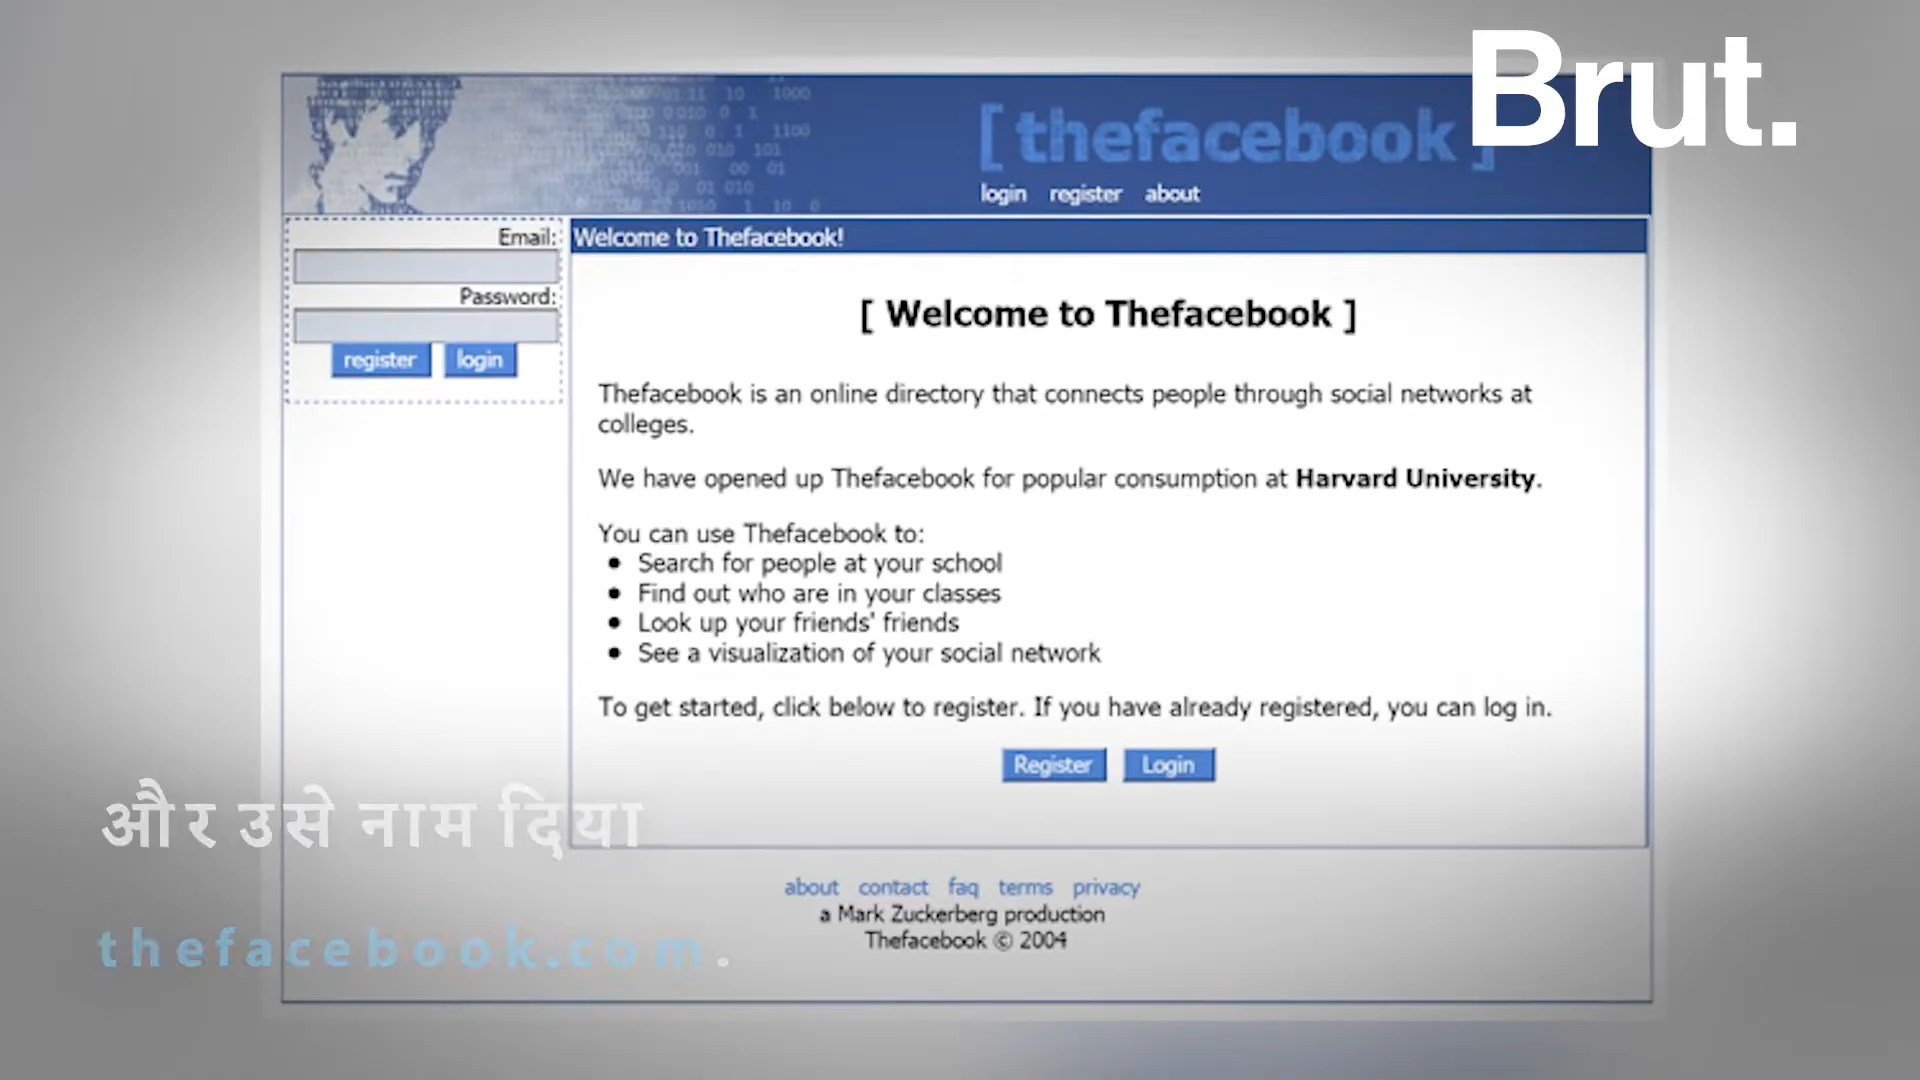 Brut.
[ thefacebook ]
login register about
Email:
Password:
register login
Welcome to Thefacebook!
[ Welcome to Thefacebook ]
Thefacebook is an online directory that connects people through social networks at
colleges.
We have opened up Thefacebook for popular consumption at Harvard University.
You can use Thefacebook to:
• Search for people at your school
• Find out who are in your classes
• Look up your friends' friends
• See a visualization of your social network
To get started, click below to register. If you have already registered, you can log in.
Register Login
और उसे नाम दिया
thefacebook.com.
about contact faq terms privacy
a Mark Zuckerberg production
Thefacebook © 2004